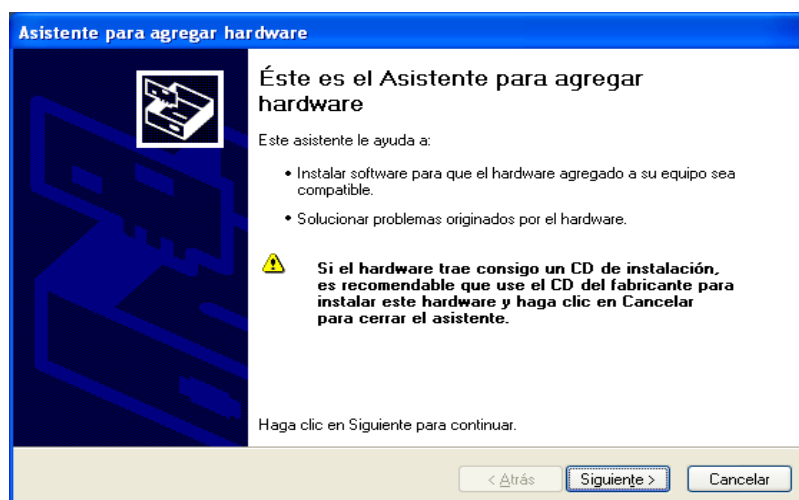 Asistente para agregar hardware
Éste es el Asistente para agregar
hardware
Este asistente le ayuda a:
• Instalar software para que el hardware agregado a su equipo sea
compatible.
• Solucionar problemas originados por el hardware.
Si el hardware trae consigo un CD de instalación,
es recomendable que use el CD del fabricante para
instalar este hardware y haga clic en Cancelar
para cerrar el asistente.
Haga clic en Siguiente para continuar.
< Atrás Siguiente > Cancelar